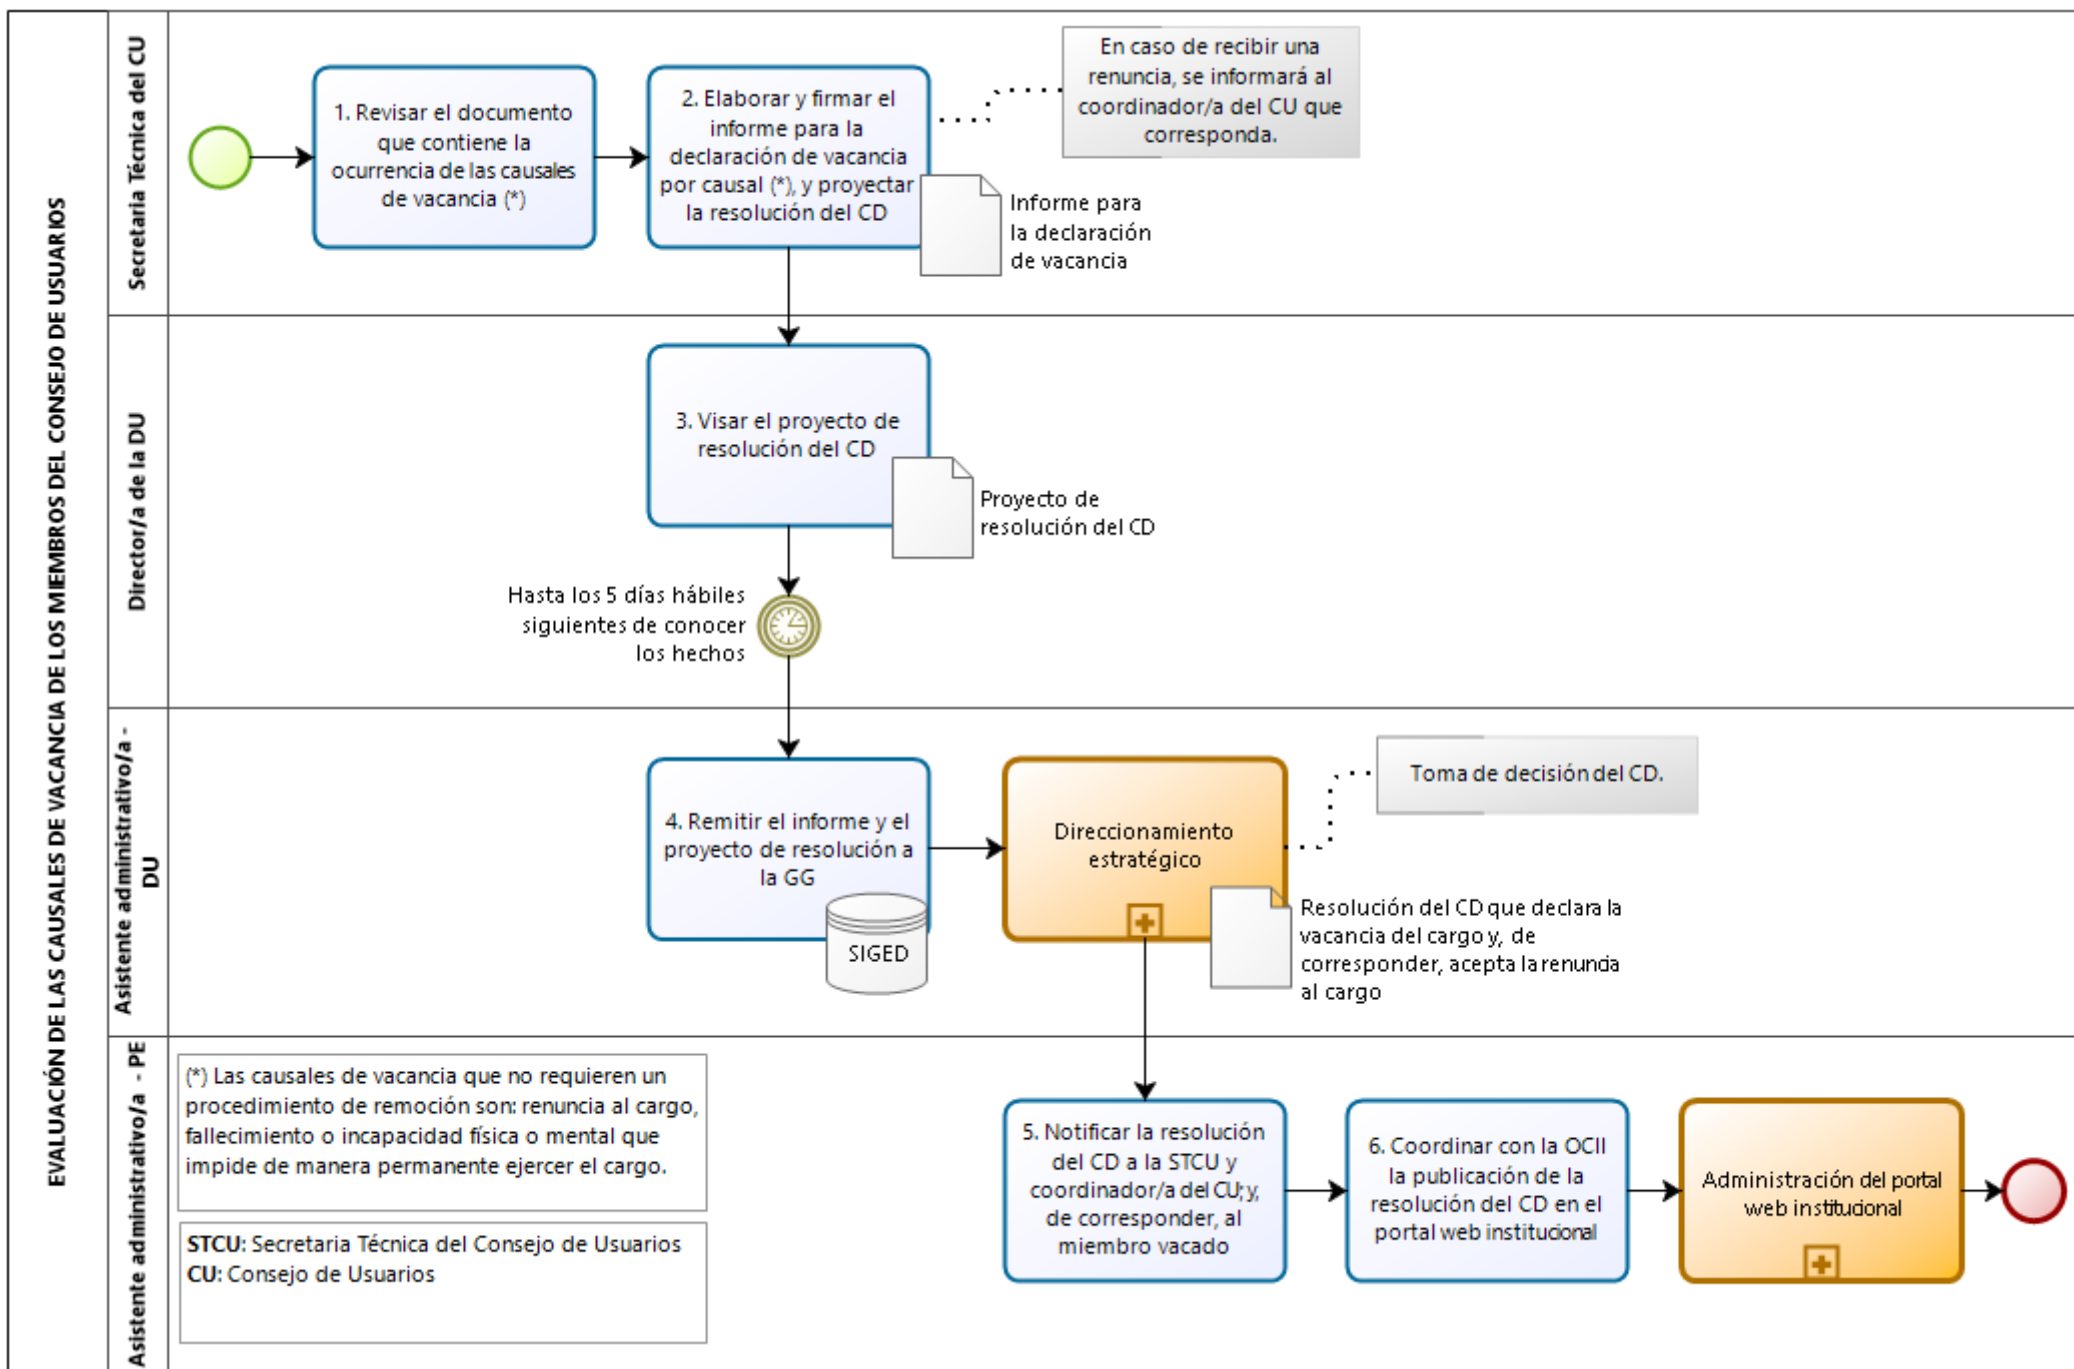 EVALUACIÓN DE LAS CAUSALES DE VACANCIA DE LOS MIEMBROS DEL CONSEJO DE USUARIOS
Secretaria Técnica del CU
1. Revisar el documento
que contiene la
ocurrencia de las causales
de vacancia (*)
2. Elaborar y firmar el
informe para la
declaración de vacancia
por causal (*), y proyectar
la resolución del CD
En caso de recibir una
renuncia, se informará al
coordinador/a del CU que
corresponda.
Informe para
la declaración
de vacancia
Director/a de la DU
3. Visar el proyecto de
resolución del CD
Proyecto de
resolución del CD
Hasta los 5 días hábiles
siguientes de conocer
los hechos
Asistente administrativo/a -
DU
4. Remitir el informe y el
proyecto de resolución a
la GG
SIGED
Direccionamiento
estratégico
Toma de decisión del CD.
Resolución del CD que declara la
vacancia del cargo y, de
corresponder, acepta la renuncia
al cargo
Asistente administrativo/a - PE
(*) Las causales de vacancia que no requieren un
procedimiento de remoción son: renuncia al cargo,
fallecimiento o incapacidad física o mental que
impide de manera permanente ejercer el cargo.
STCU: Secretaria Técnica del Consejo de Usuarios
CU: Consejo de Usuarios
5. Notificar la resolución
del CD a la STCU y
coordinador/a del CU; y,
de corresponder, al
miembro vacado
6. Coordinar con la OCII
la publicación de la
resolución del CD en el
portal web institucional
Administración del portal
web institucional